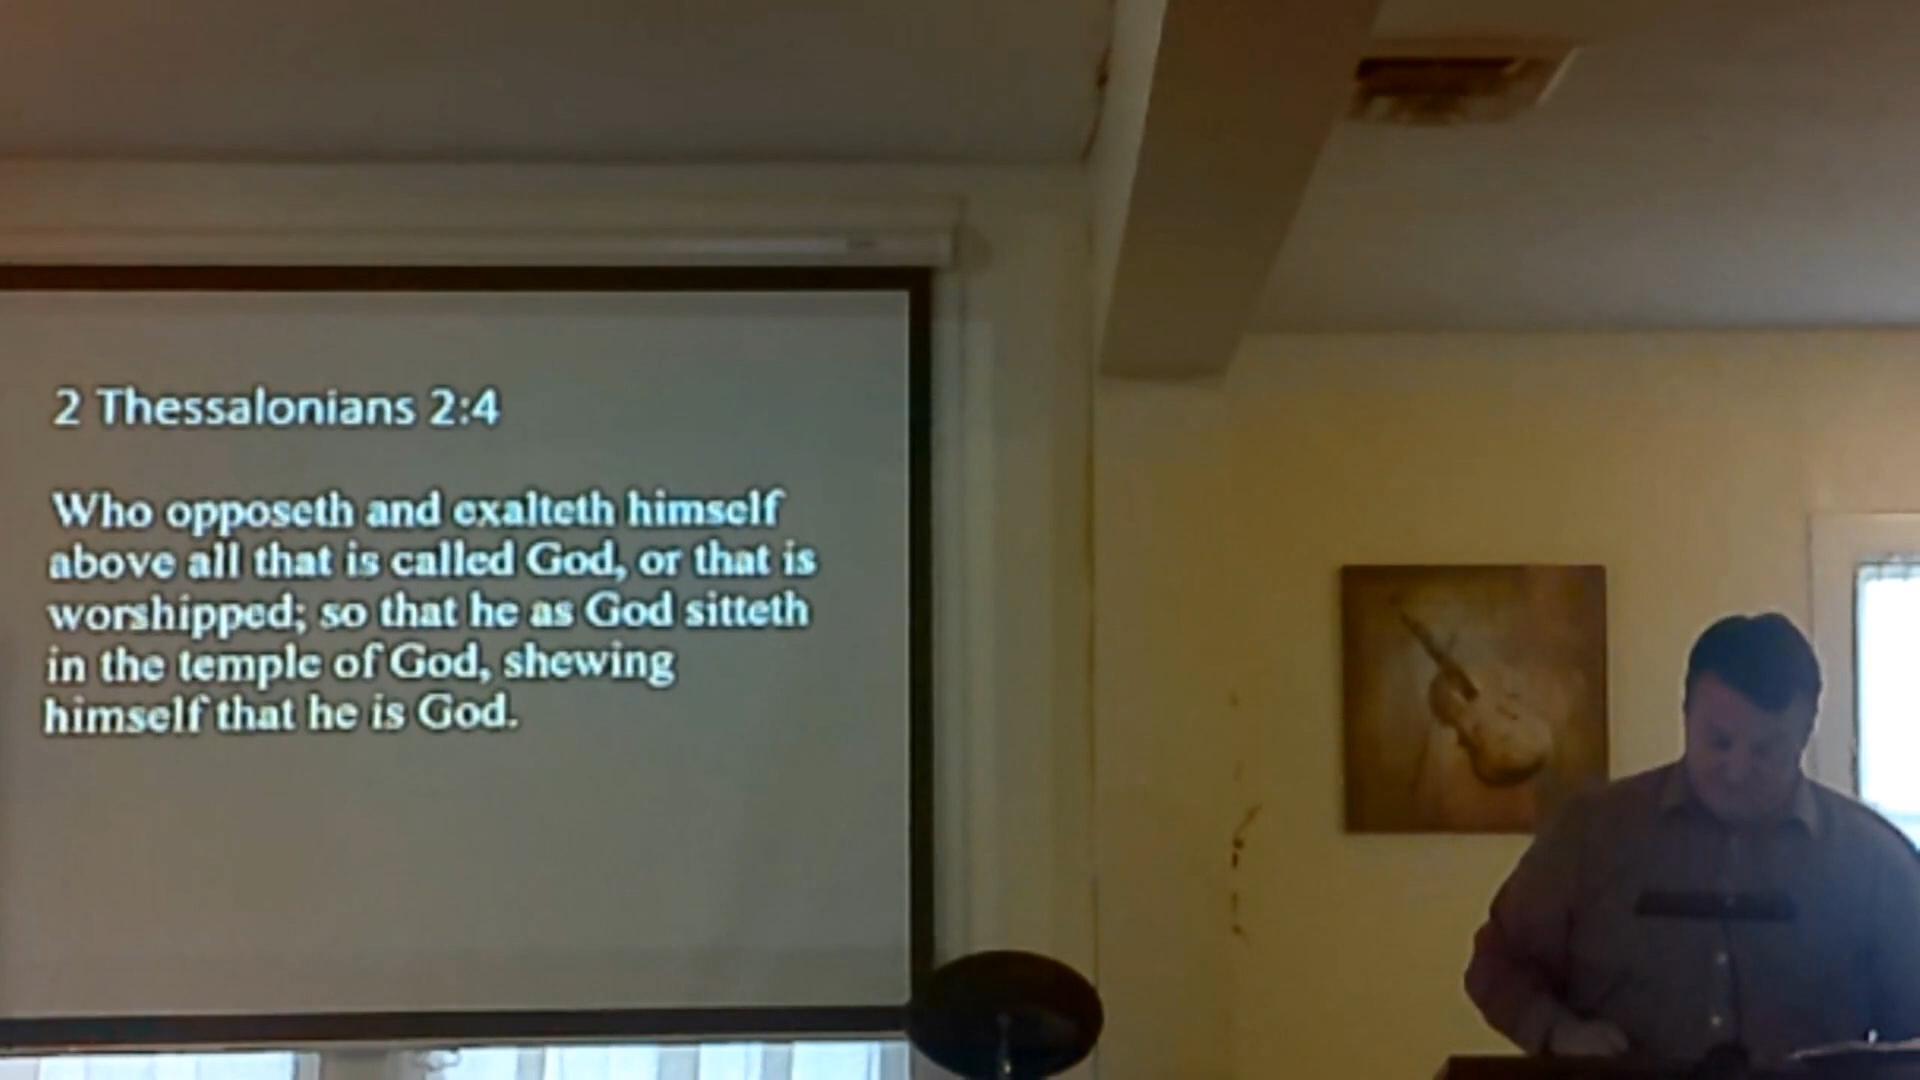 2 Thessalonians 2:4
Who opposeth and exalteth himself
above all that is called God, or that is
worshipped; so that he as God sitteth
in the temple of God, shewing
himself that he is God.